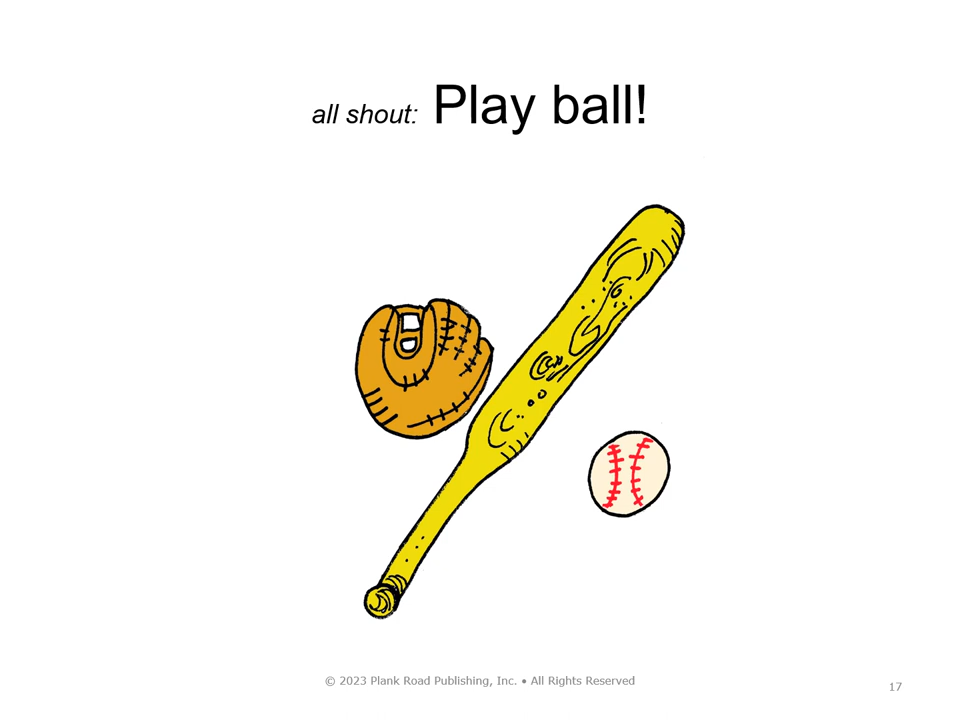 all shout: Play ball!
© 2023 Plank Road Publishing, Inc. • All Rights Reserved
17